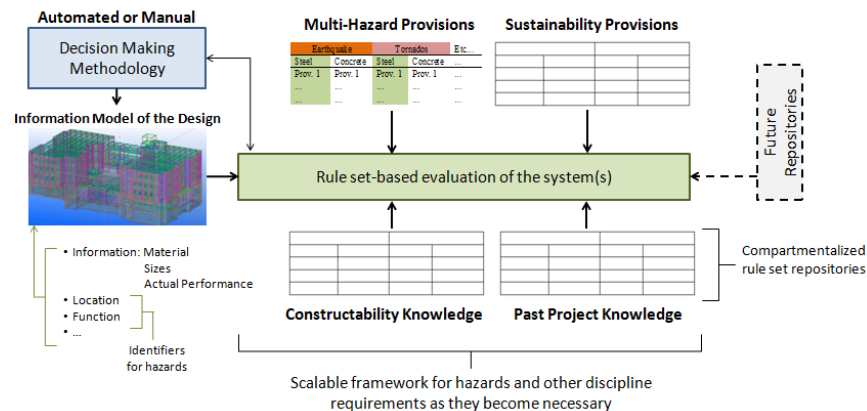 Automated or Manual
Decision Making
Methodology
Information Model of the Design
• Information: Material
Sizes
Actual Performance
• Location
• Function
• ...
Identifiers
for hazards
Multi-Hazard Provisions
Earthquake Tornados Etc...
Steel Concrete Steel Concrete ...
Prov. 1 Prov. 1 Prov. 1 Prov. 1 ...
... ... ... ... ...
... ... ... ...
Sustainability Provisions
Future
Repositories
Rule set-based evaluation of the system(s)
Constructability Knowledge
Past Project Knowledge
Compartmentalized
rule set repositories
Scalable framework for hazards and other discipline
requirements as they become necessary